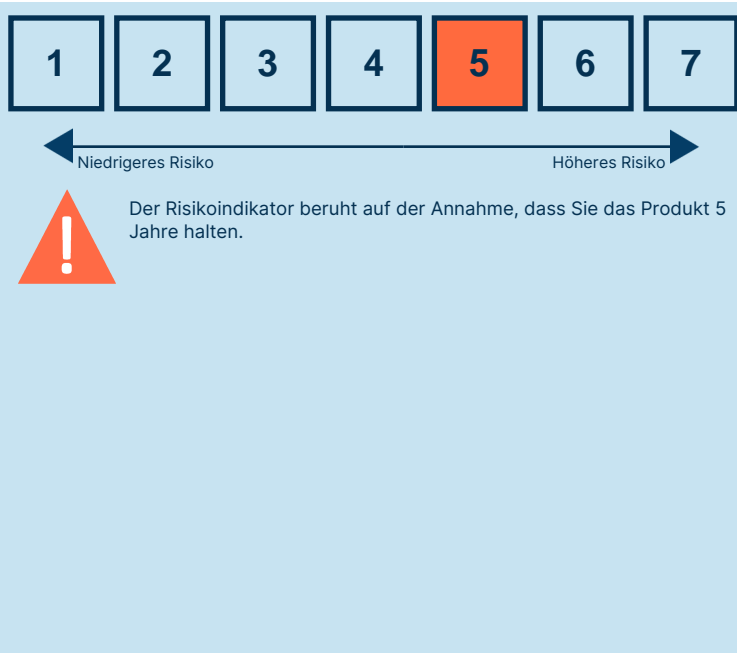 1 2 3 4 5 6 7
Niedrigeres Risiko Höheres Risiko
!
Der Risikoindikator beruht auf der Annahme, dass Sie das Produkt 5
Jahre halten.